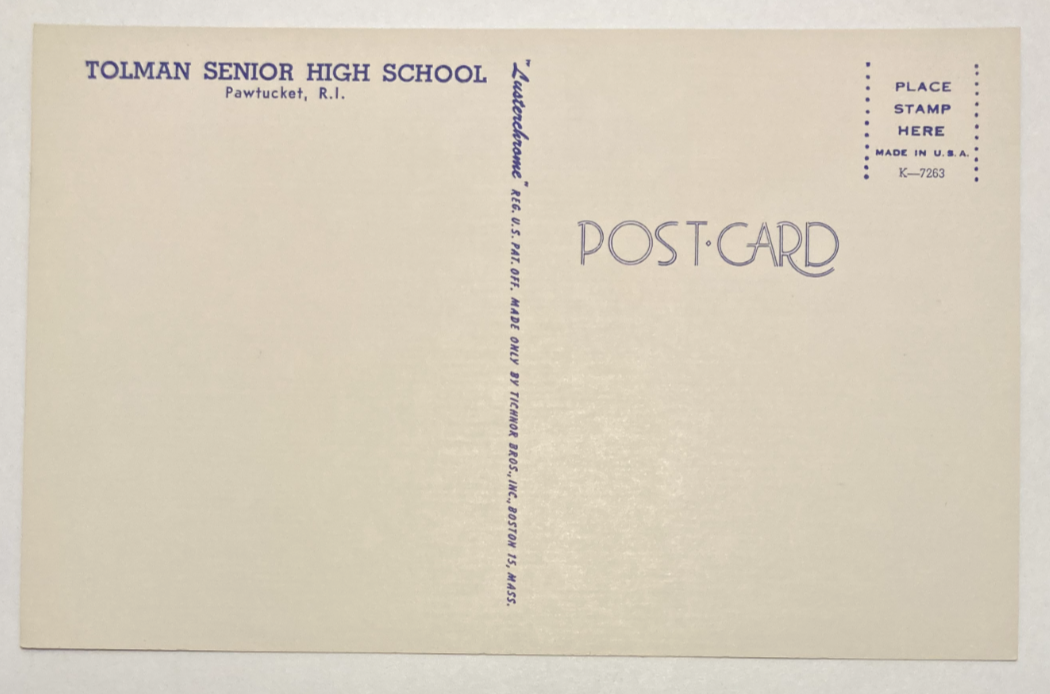 TOLMAN SENIOR HIGH SCHOOL
Pawtucket, R.I.
"Lusterchrome" REG. U.S. PAT. OFF. MADE ONLY BY TICHNOR BROS., INC., BOSTON 15, MASS.
PLACE
STAMP
HERE
MADE IN U.S.A.
K—7263
POST·CARD